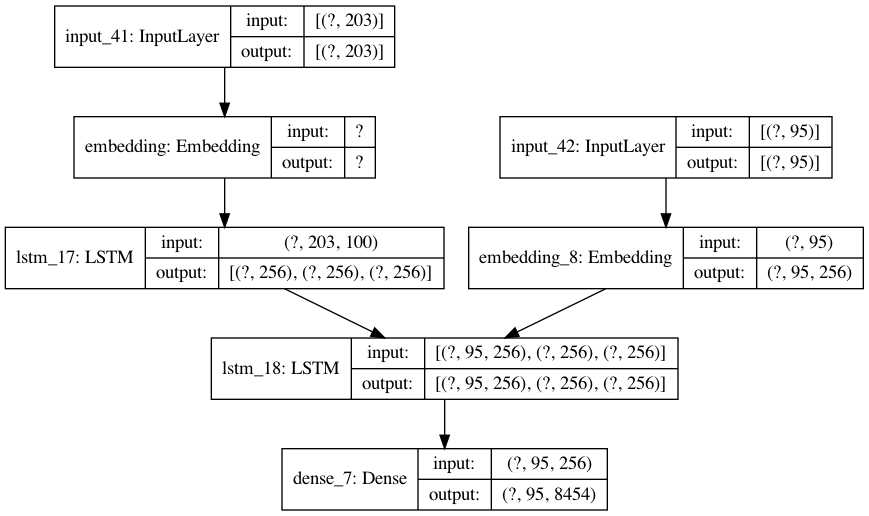 input_41: InputLayer
input: [(?, 203)]
output: [(?, 203)]
embedding: Embedding
input: ?
output: ?
input_42: InputLayer
input: [(?, 95)]
output: [(?, 95)]
lstm_17: LSTM
input: (?, 203, 100)
output: [(?, 256), (?, 256), (?, 256)]
embedding_8: Embedding
input: (?, 95)
output: (?, 95, 256)
lstm_18: LSTM
input: [(?, 95, 256), (?, 256), (?, 256)]
output: [(?, 95, 256), (?, 256), (?, 256)]
dense_7: Dense
input: (?, 95, 256)
output: (?, 95, 8454)